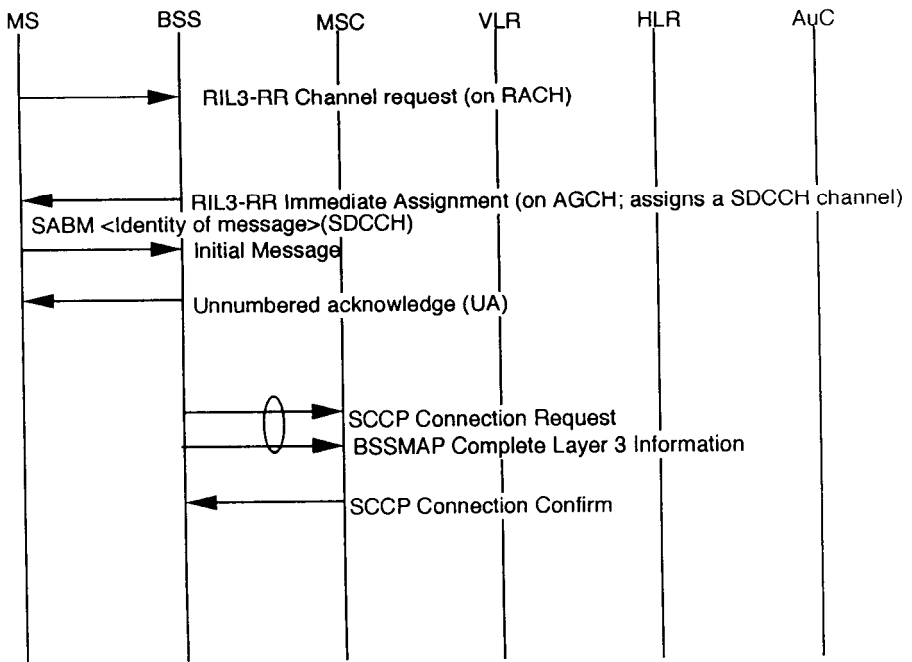 MS BSS MSC VLR HLR AuC
RIL3-RR Channel request (on RACH)
RIL3-RR Immediate Assignment (on AGCH; assigns a SDCCH channel)
SABM <Identity of message>(SDCCH)
Initial Message
Unnumbered acknowledge (UA)
SCCP Connection Request
BSSMAP Complete Layer 3 Information
SCCP Connection Confirm